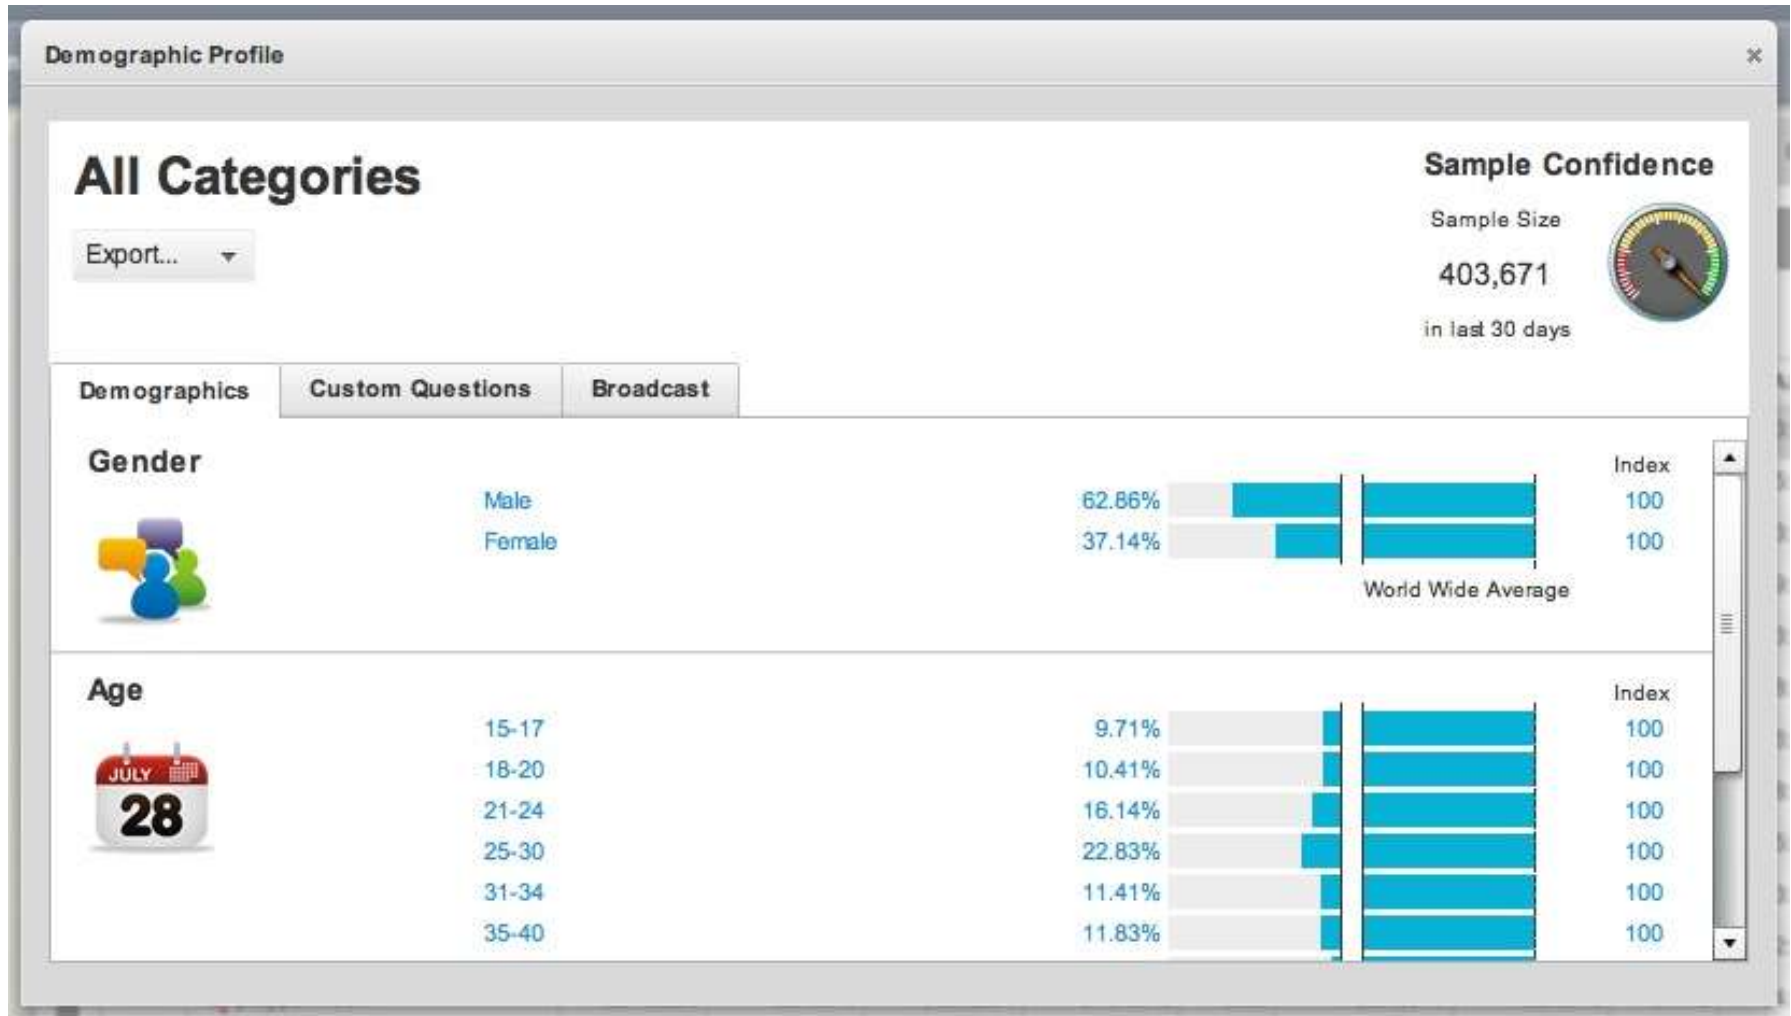 Demographic Profile
All Categories
Export...
Sample Confidence
Sample Size
403,671
in last 30 days
Demographics Custom Questions Broadcast
Gender
Index
Male 62.86% 100
Female 37.14% 100
World Wide Average
Age
Index
15-17 9.71% 100
JULY
28
18-20 10.41% 100
21-24 16.14% 100
25-30 22.83% 100
31-34 11.41% 100
35-40 11.83% 100